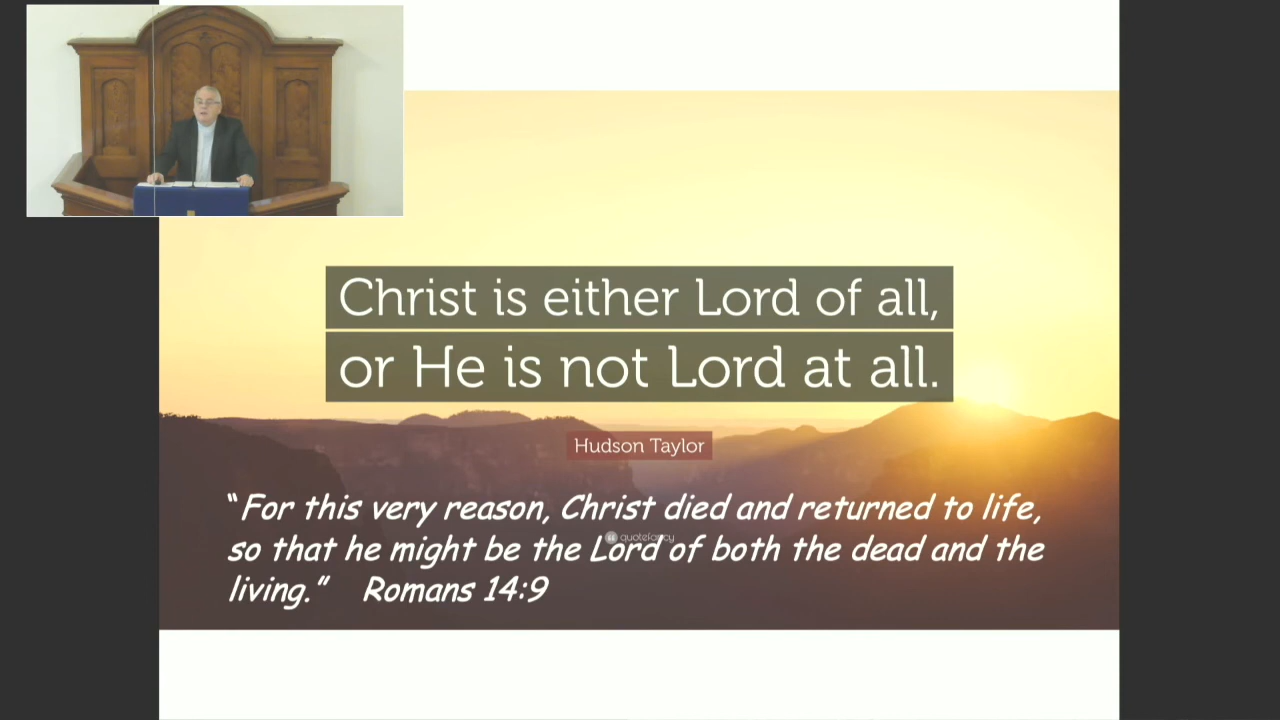 Christ is either Lord of all,
or He is not Lord at all.
Hudson Taylor
“For this very reason, Christ died and returned to life,
quotefancy
so that he might be the Lord of both the dead and the
living.” Romans 14:9